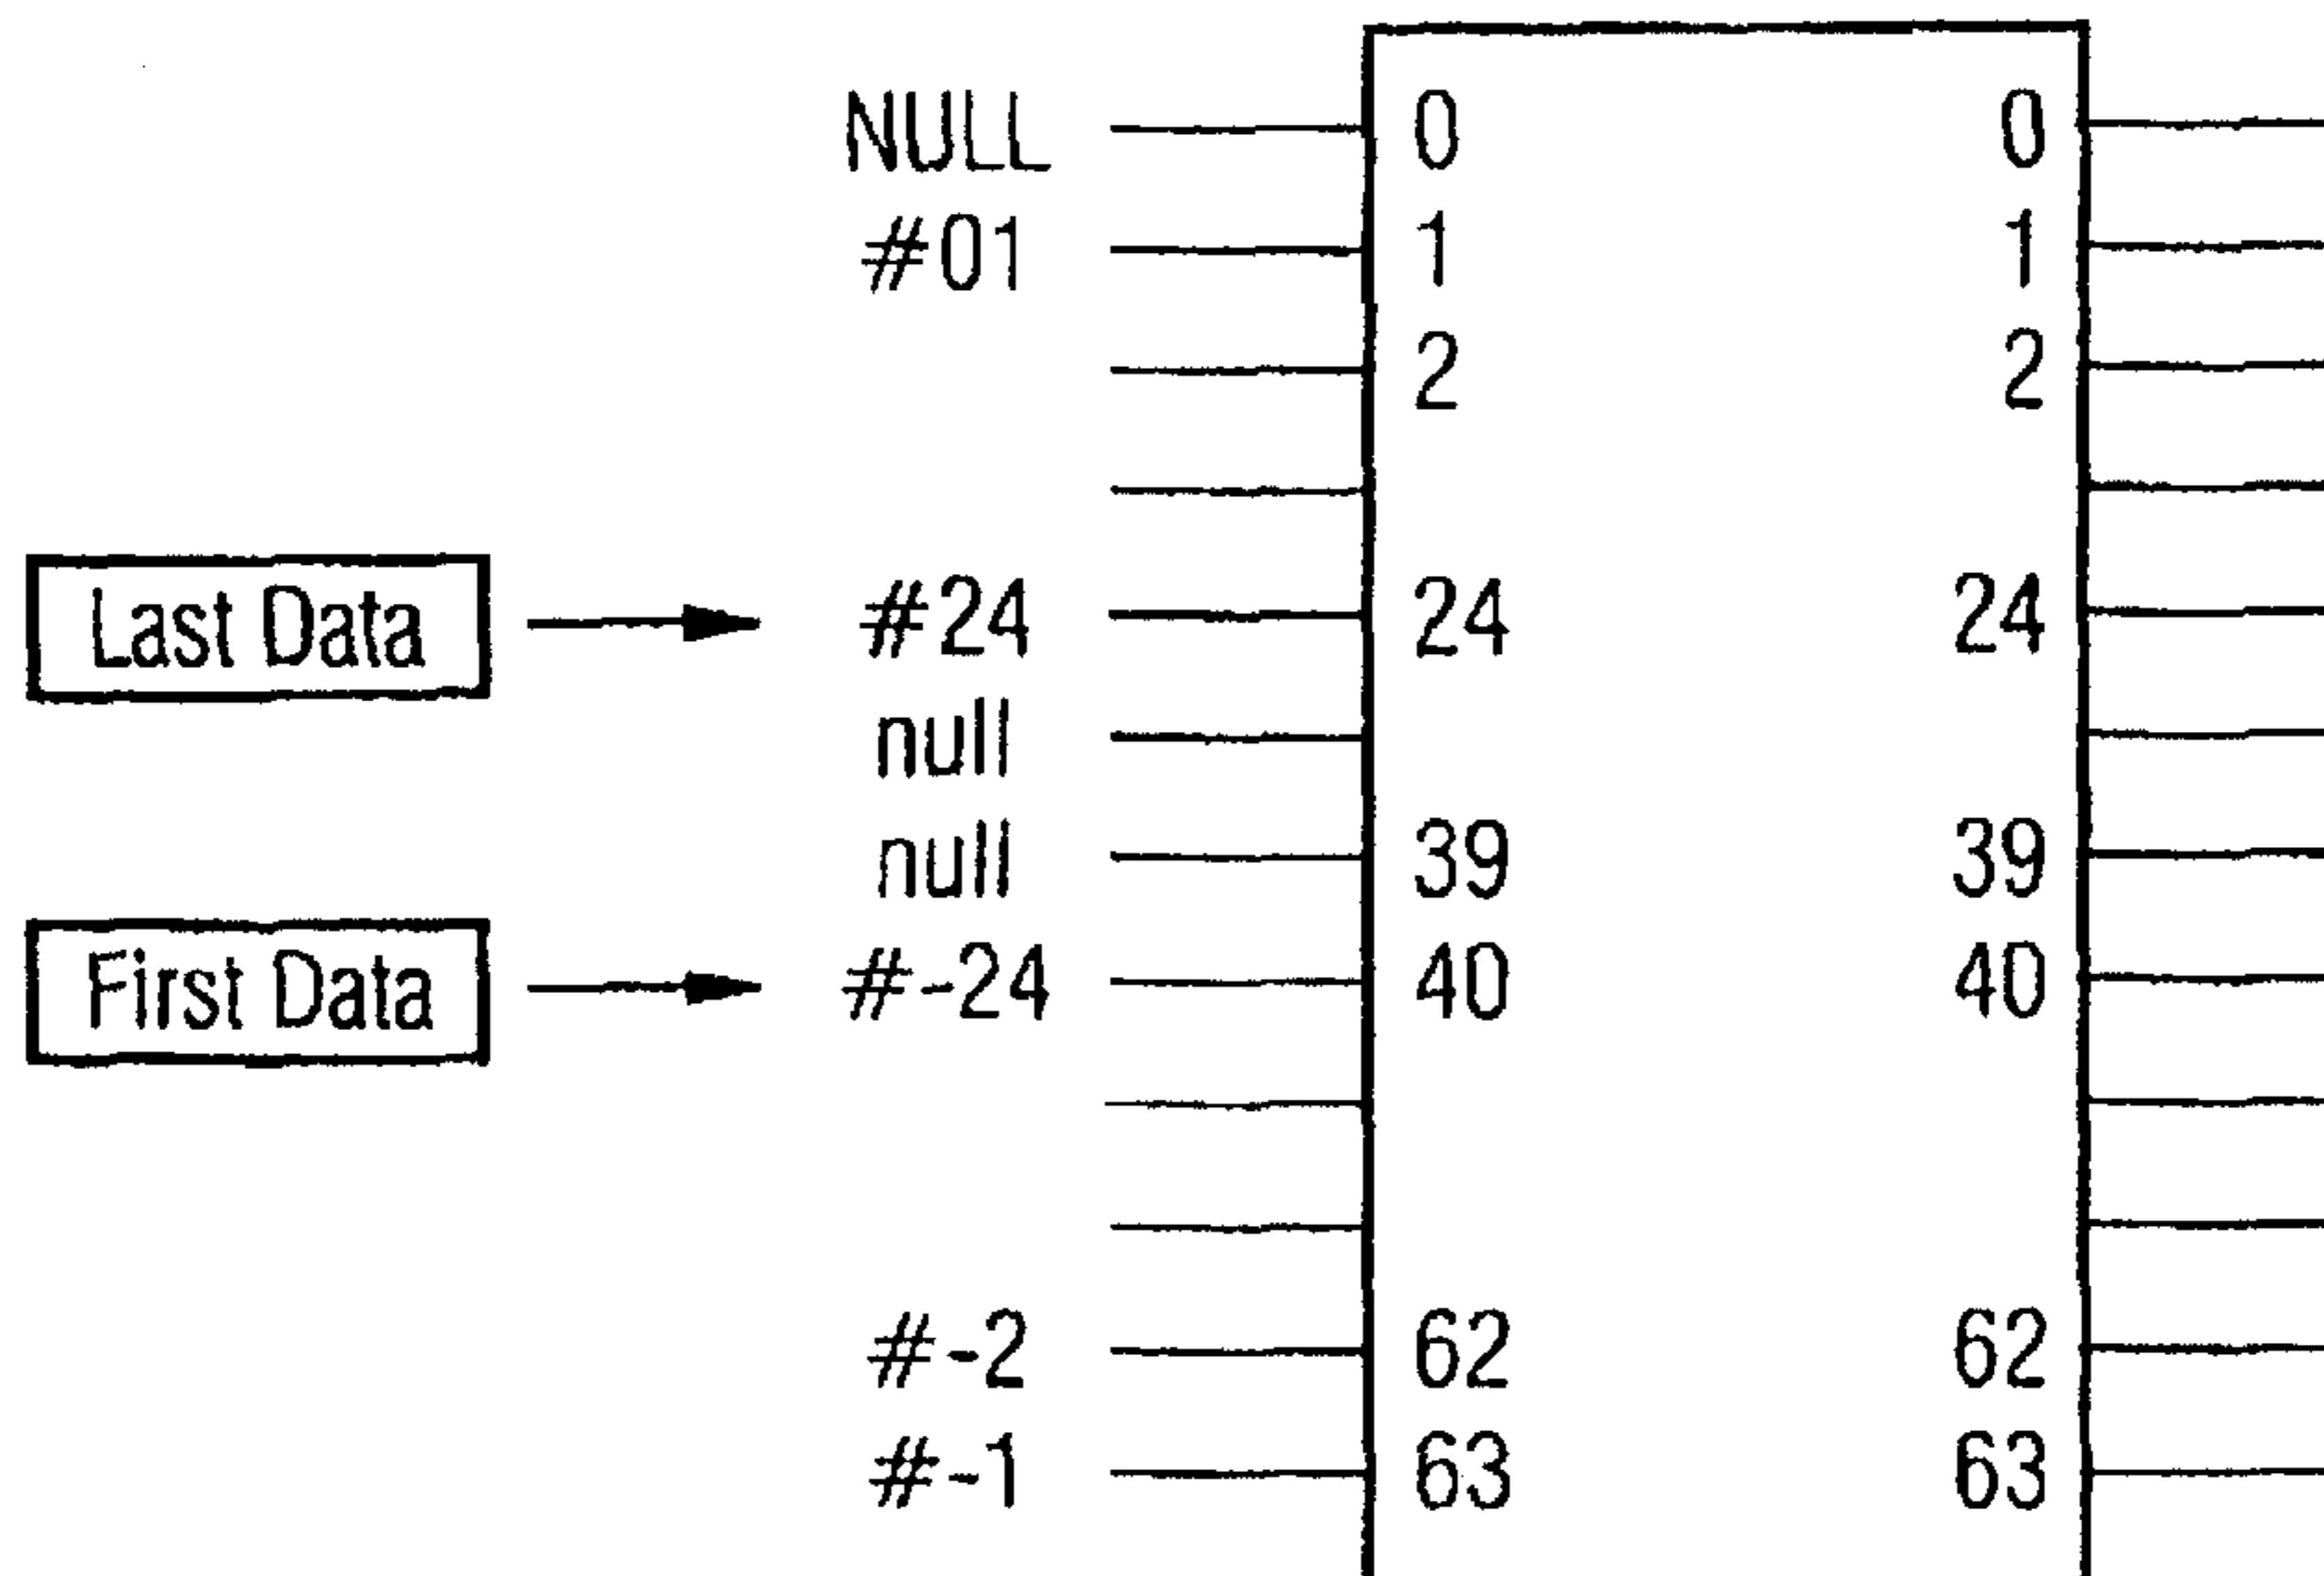 NULL 0 0
#01 1 1
2 2
Last Data #24 24 24
null
null 39 39
First Data #-24 40 40
#-2 62 62
#-1 63 63